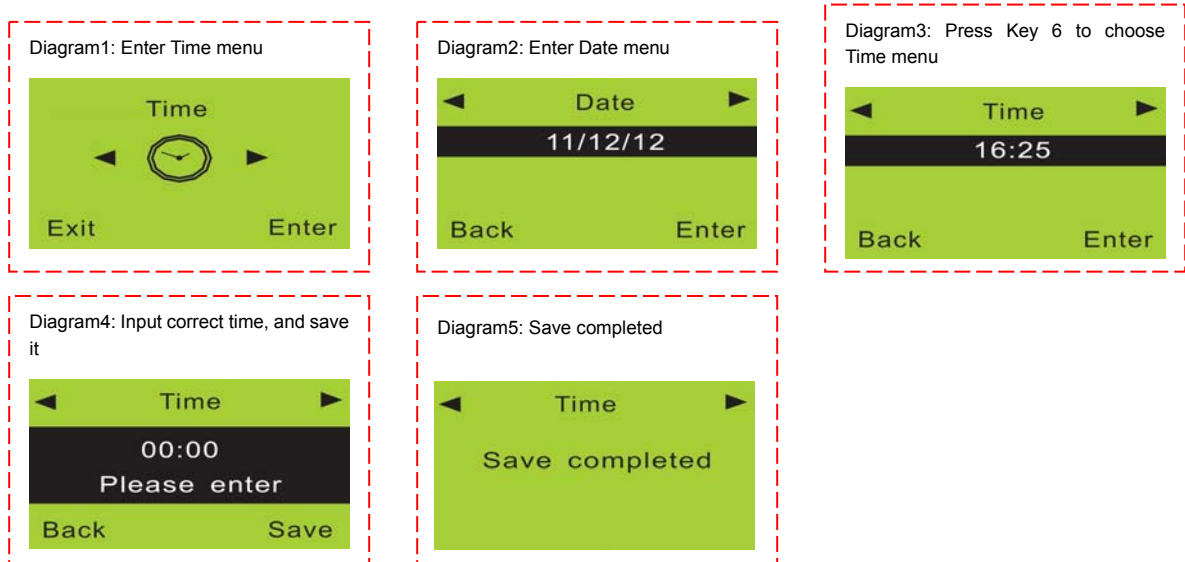 Diagram1: Enter Time menu
Time
◄ ►
Exit Enter
Diagram2: Enter Date menu
◄ Date ►
11/12/12
Back Enter
Diagram3: Press Key 6 to choose
Time menu
◄ Time ►
16:25
Back Enter
Diagram4: Input correct time, and save
it
◄ Time ►
00:00
Please enter
Back Save
Diagram5: Save completed
◄ Time ►
Save completed